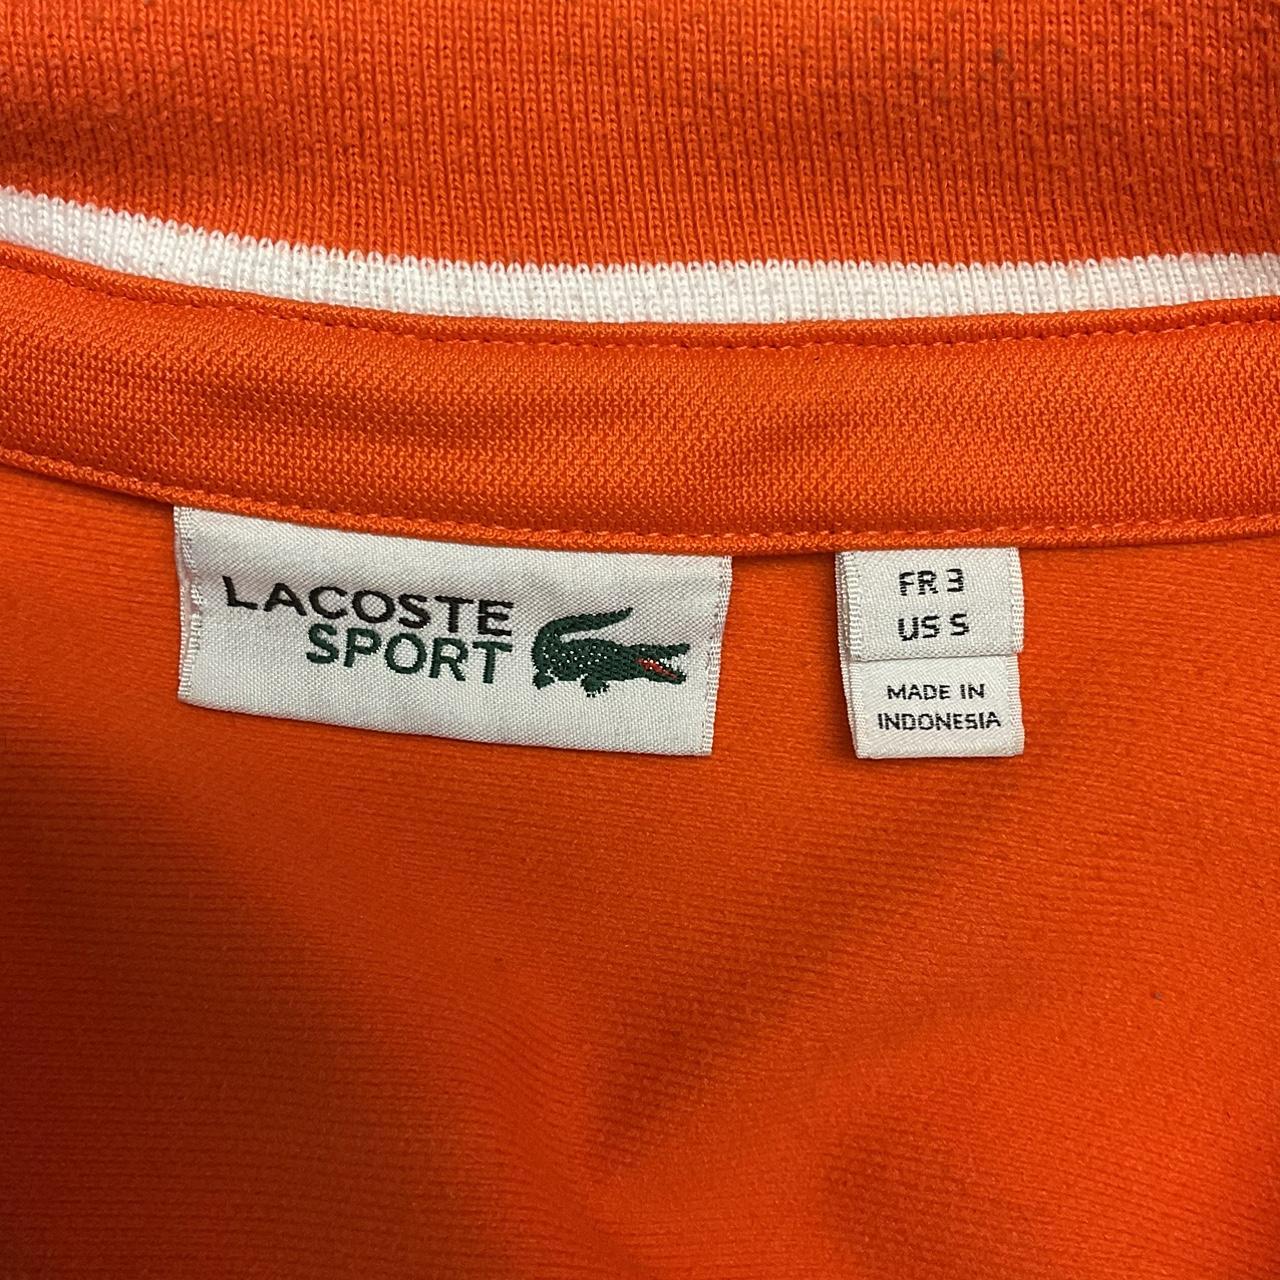 LACOSTE
SPORT
FR 3
US S
MADE IN
INDONESIA